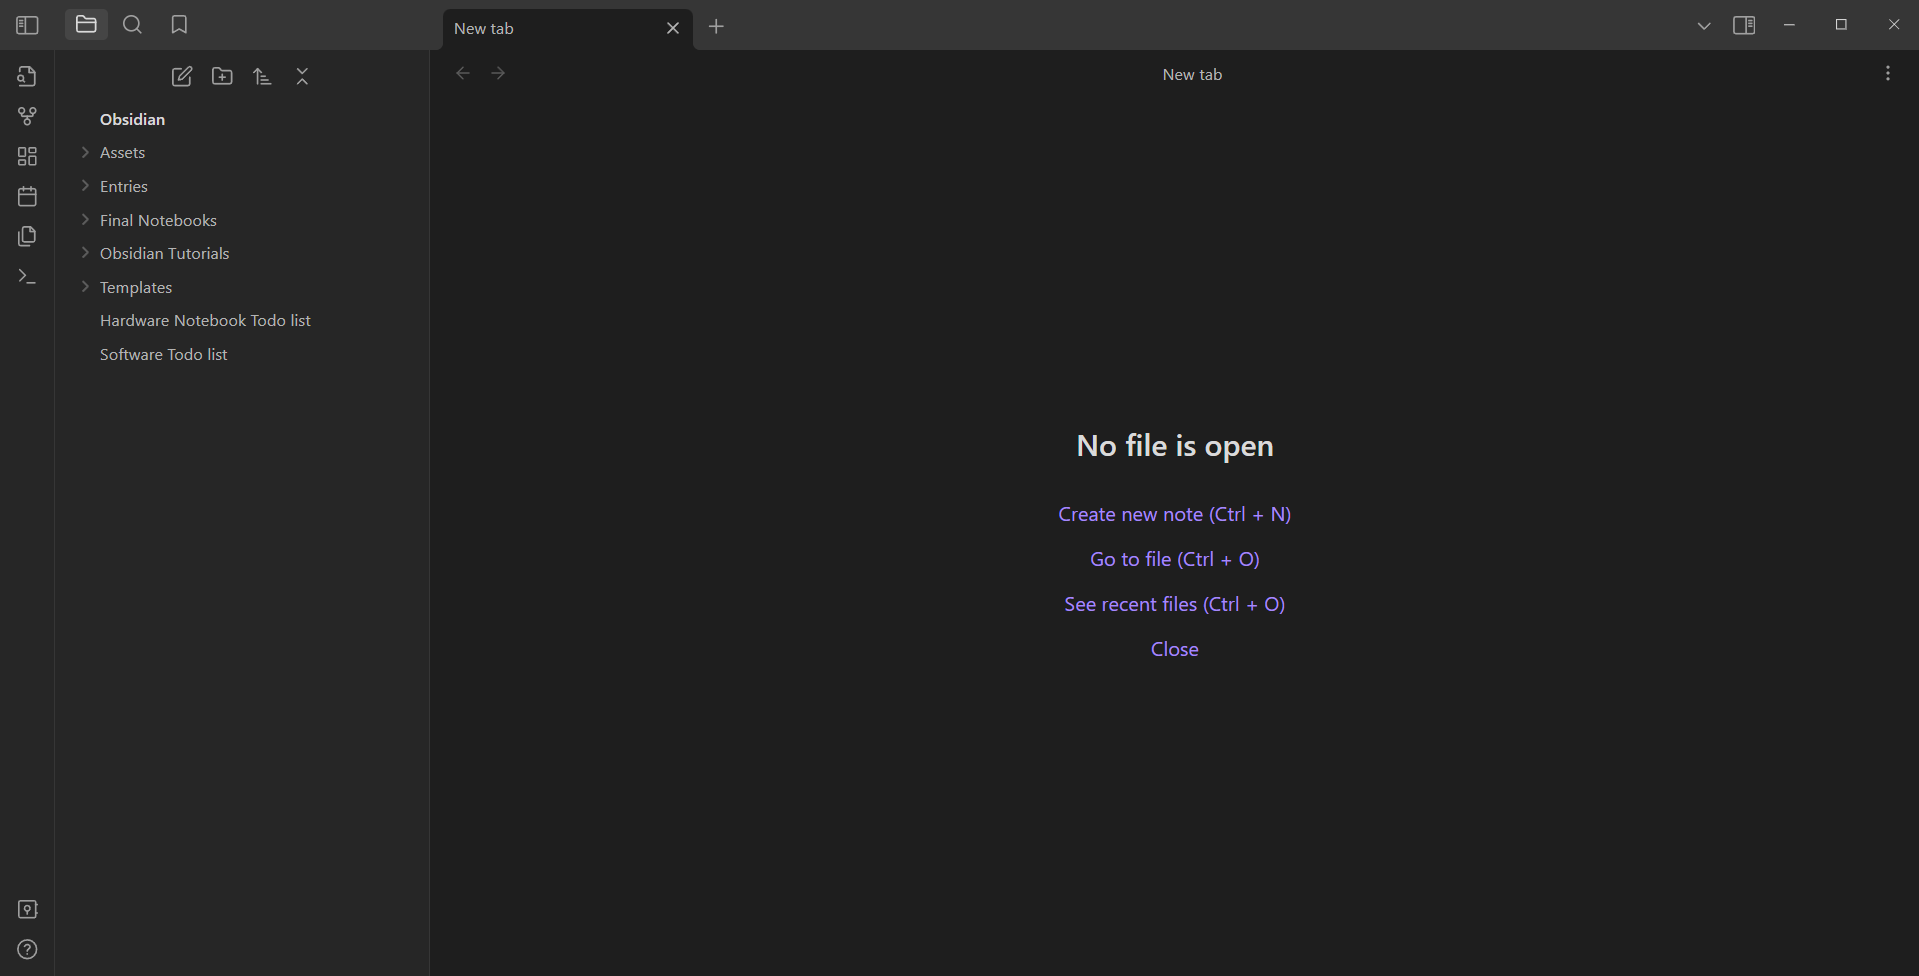 New tab
New tab
Obsidian
Assets
Entries
Final Notebooks
Obsidian Tutorials
Templates
Hardware Notebook Todo list
Software Todo list
No file is open
Create new note (Ctrl + N)
Go to file (Ctrl + O)
See recent files (Ctrl + O)
Close